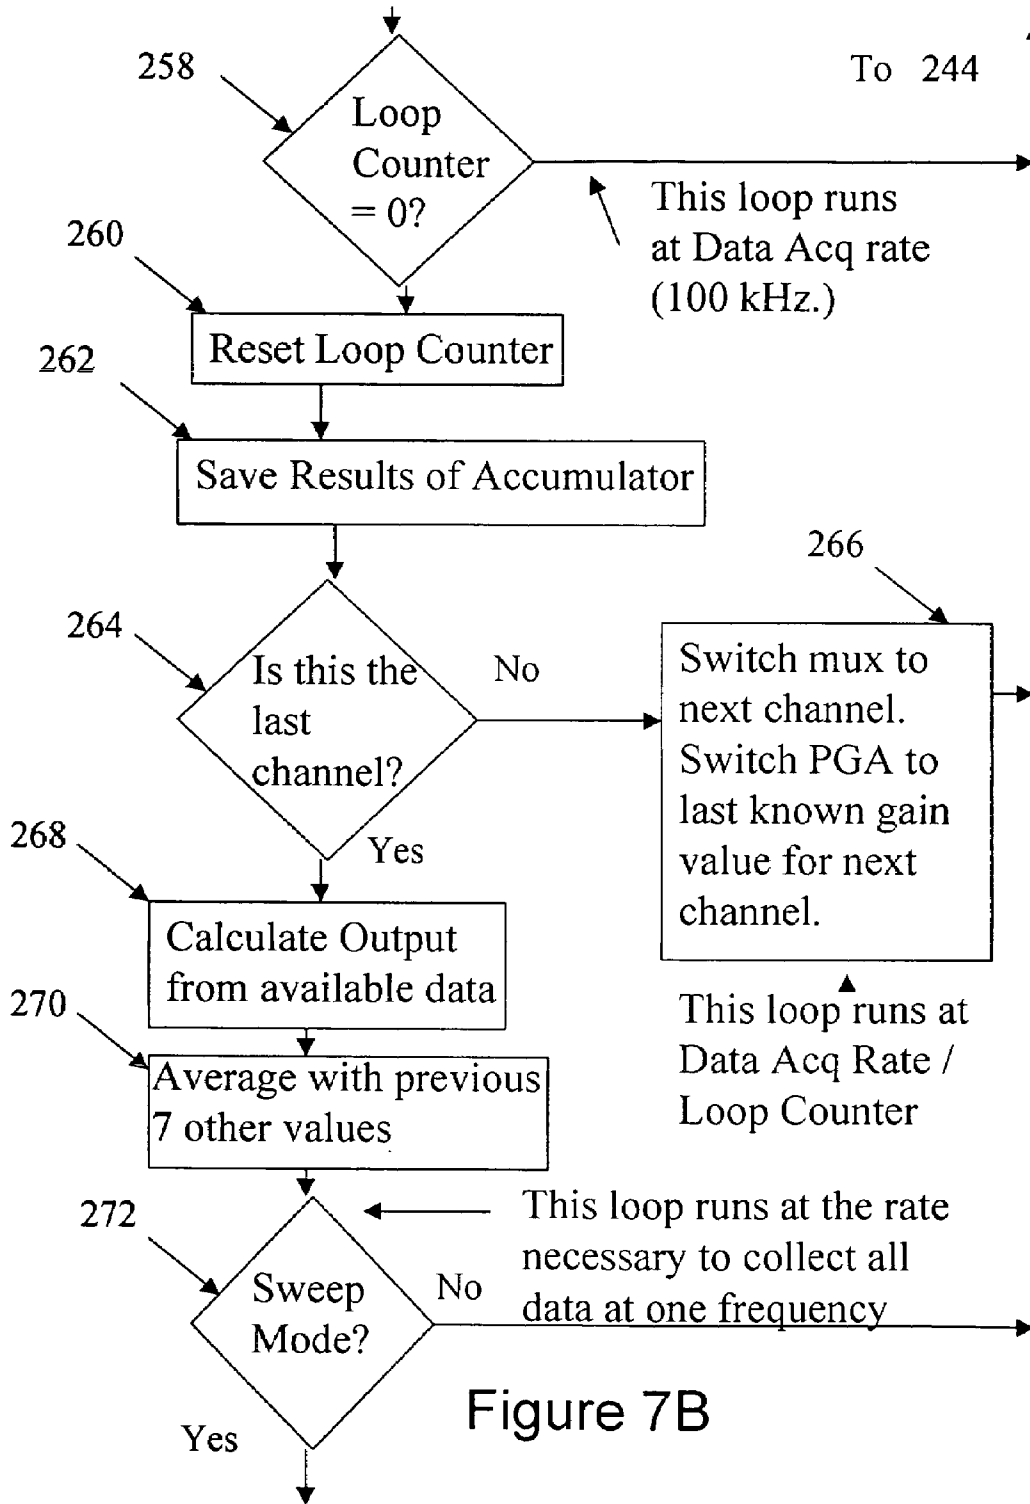 258
To 244
Loop
Counter
= 0?
This loop runs
at Data Acq rate
(100 kHz.)
260
Reset Loop Counter
262
Save Results of Accumulator
266
264
Is this the
last
channel?
No
Switch mux to
next channel.
Switch PGA to
last known gain
value for next
channel.
Yes
268
Calculate Output
from available data
270
This loop runs at
Data Acq Rate /
Loop Counter
Average with previous
7 other values
272
This loop runs at the rate
necessary to collect all
data at one frequency
Sweep
Mode?
No
Yes
Figure 7B